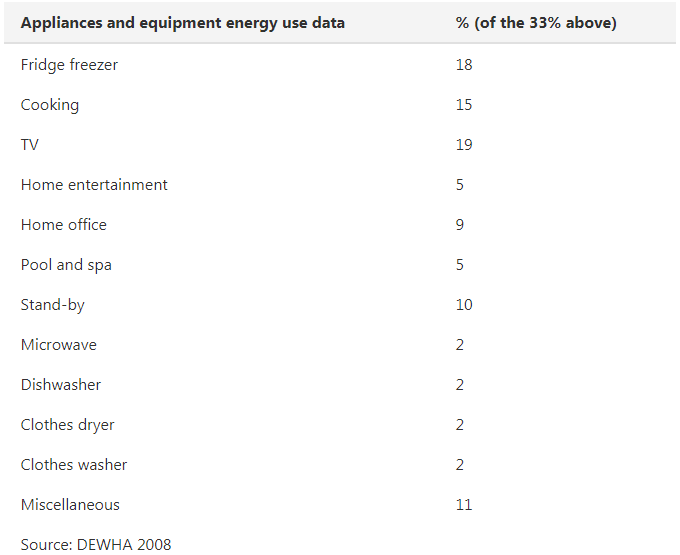 Appliances and equipment energy use data % (of the 33% above)
Fridge freezer 18
Cooking 15
TV 19
Home entertainment 5
Home office 9
Pool and spa 5
Stand-by 10
Microwave 2
Dishwasher 2
Clothes dryer 2
Clothes washer 2
Miscellaneous 11
Source: DEWHA 2008